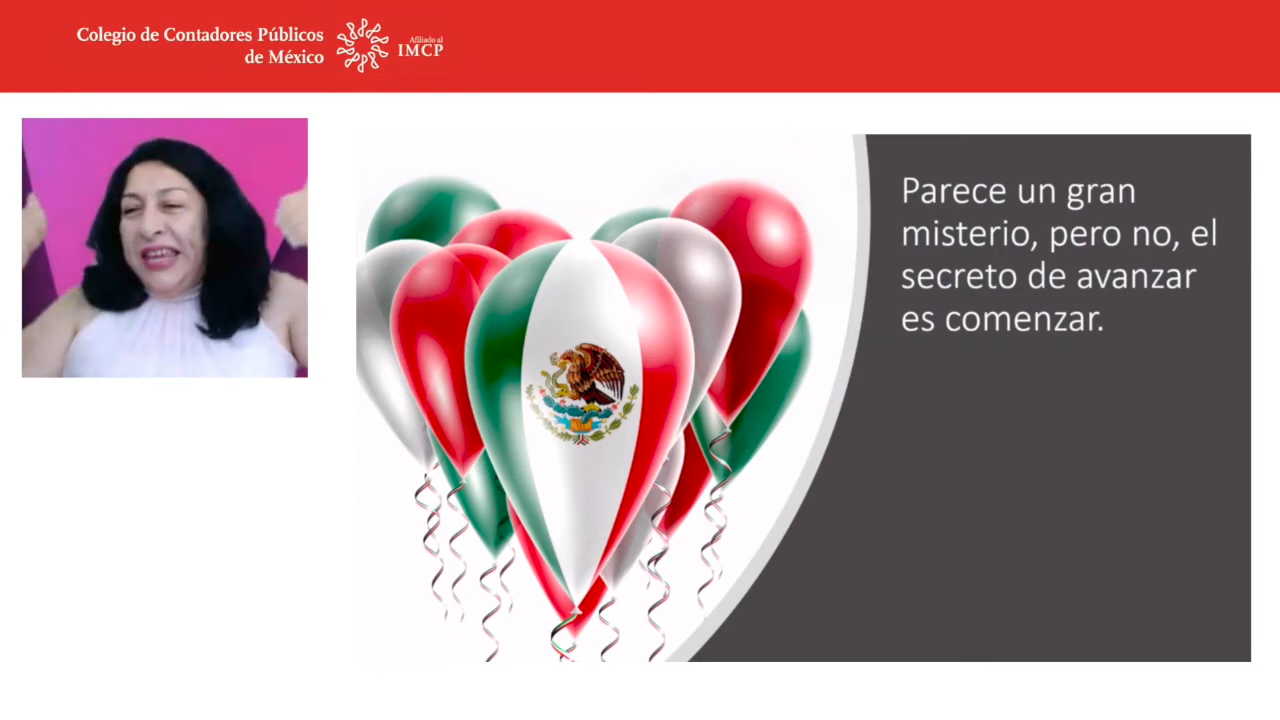 Colegio de Contadores Públicos
de México
Afiliado al
IMCP
Parece un gran
misterio, pero no, el
secreto de avanzar
es comenzar.